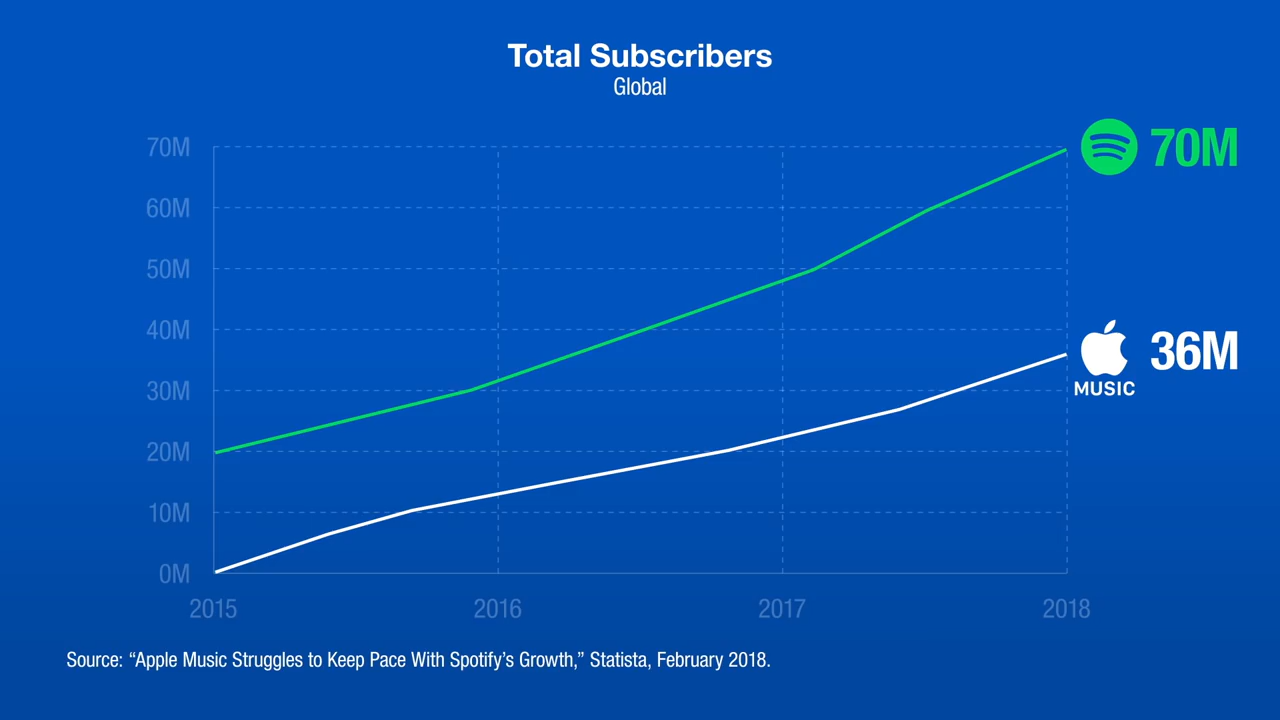 Total Subscribers
Global
70M
60M
50M
40M
30M
20M
10M
0M
2015 2016 2017 2018
70M
36M
MUSIC
Source: “Apple Music Struggles to Keep Pace With Spotify’s Growth,” Statista, February 2018.